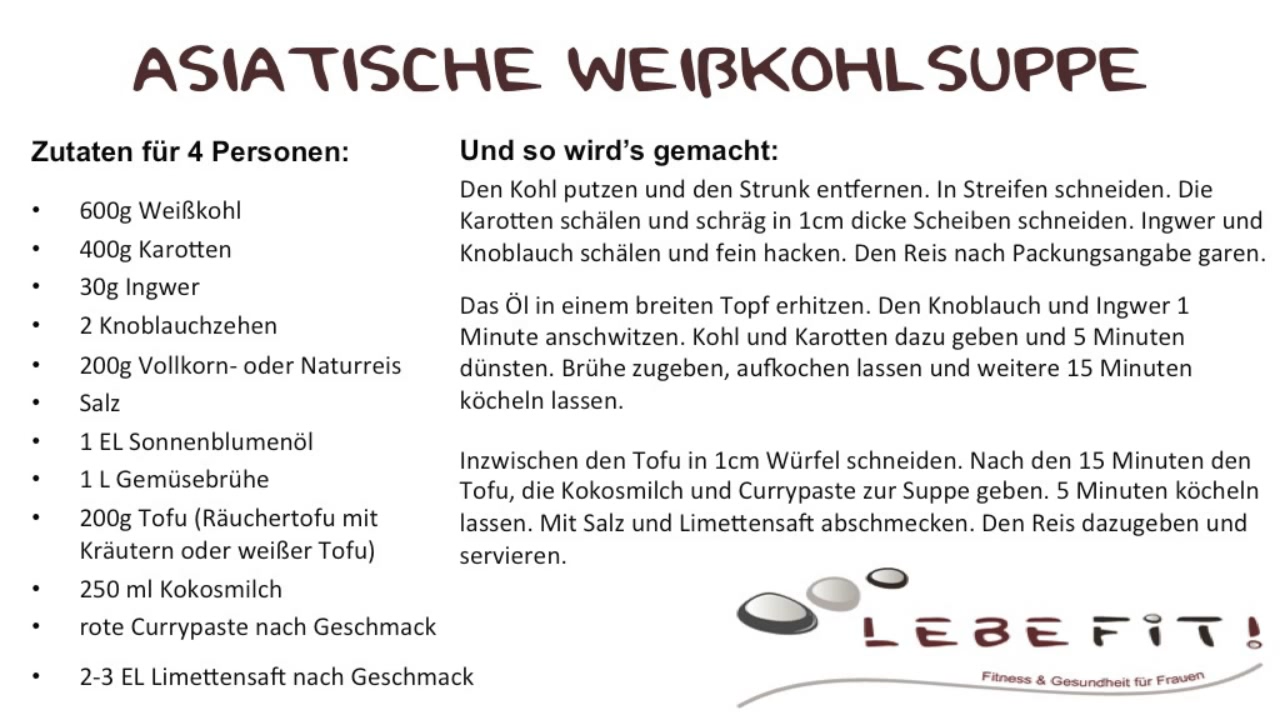 ASIATISCHE WEIßKOHLSUPPE
Zutaten für 4 Personen:
• 600g Weißkohl
• 400g Karotten
• 30g Ingwer
• 2 Knoblauchzehen
• 200g Vollkorn- oder Naturreis
• Salz
• 1 EL Sonnenblumenöl
• 1 L Gemüsebrühe
• 200g Tofu (Räuchertofu mit
Kräutern oder weißer Tofu)
• 250 ml Kokosmilch
• rote Currypaste nach Geschmack
• 2-3 EL Limettensaft nach Geschmack
Und so wird’s gemacht:
Den Kohl putzen und den Strunk entfernen. In Streifen schneiden. Die
Karotten schälen und schräg in 1cm dicke Scheiben schneiden. Ingwer und
Knoblauch schälen und fein hacken. Den Reis nach Packungsangabe garen.
Das Öl in einem breiten Topf erhitzen. Den Knoblauch und Ingwer 1
Minute anschwitzen. Kohl und Karotten dazu geben und 5 Minuten
dünsten. Brühe zugeben, aufkochen lassen und weitere 15 Minuten
köcheln lassen.
Inzwischen den Tofu in 1cm Würfel schneiden. Nach den 15 Minuten den
Tofu, die Kokosmilch und Currypaste zur Suppe geben. 5 Minuten köcheln
lassen. Mit Salz und Limettensaft abschmecken. Den Reis dazugeben und
servieren.
LEBEFIT!
Fitness & Gesundheit für Frauen